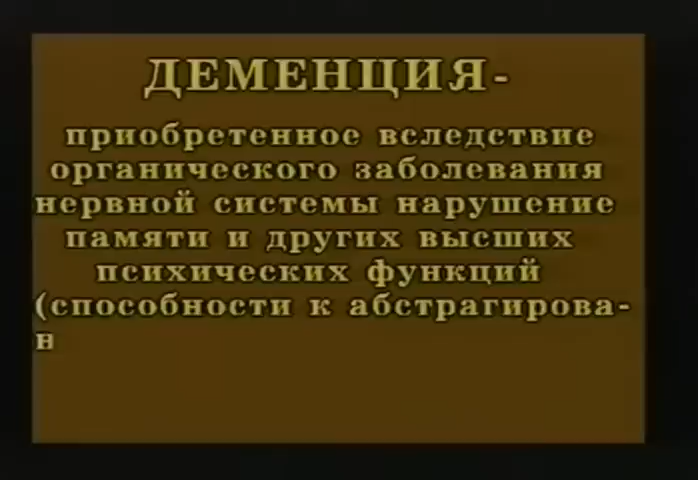 ДЕМЕНЦИЯ-
приобретенное вследствие
органического заболевания
нервной системы нарушение
памяти и других высших
психических функций
(способности к абстрагирова-
н